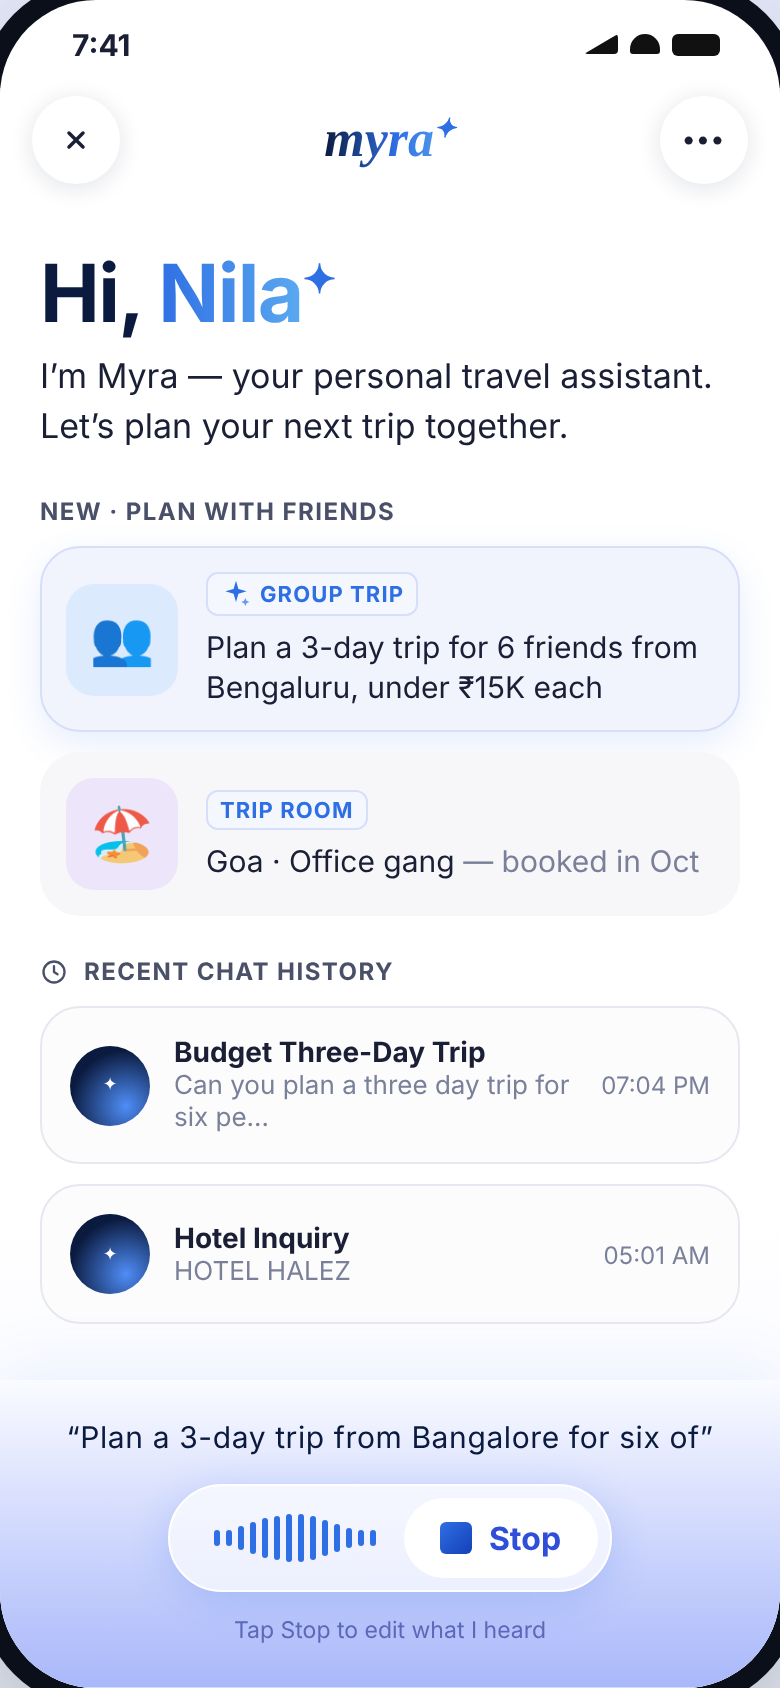 7:41
myra
Hi, Nila
I’m Myra — your personal travel assistant.
Let’s plan your next trip together.
NEW · PLAN WITH FRIENDS
GROUP TRIP
Plan a 3-day trip for 6 friends from
Bengaluru, under ₹15K each
TRIP ROOM
Goa · Office gang — booked in Oct
RECENT CHAT HISTORY
Budget Three-Day Trip
Can you plan a three day trip for
six pe...
07:04 PM
Hotel Inquiry
HOTEL HALEZ
05:01 AM
“Plan a 3-day trip from Bangalore for six of”
Stop
Tap Stop to edit what I heard